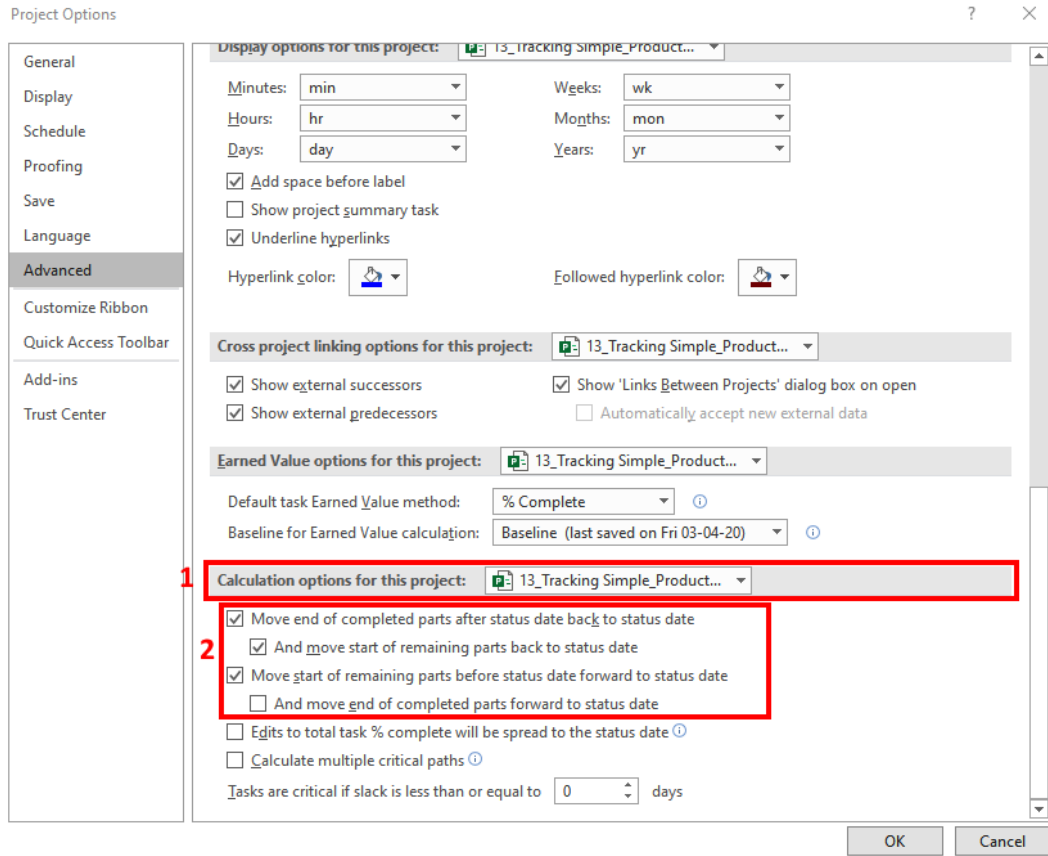 Project Options
?
General
Display
Schedule
Proofing
Save
Language
Advanced
Customize Ribbon
Quick Access Toolbar
Add-ins
Trust Center
Display options for this project: 13_Tracking Simple_Product...
Minutes: min Weeks: wk
Hours: hr Months: mon
Days: day Years: yr
Add space before label
Show project summary task
Underline hyperlinks
Hyperlink color: Followed hyperlink color:
Cross project linking options for this project: 13_Tracking Simple_Product...
Show external successors Show 'Links Between Projects' dialog box on open
Show external predecessors Automatically accept new external data
Earned Value options for this project: 13_Tracking Simple_Product...
Default task Earned Value method: % Complete
Baseline for Earned Value calculation: Baseline (last saved on Fri 03-04-20)
1 Calculation options for this project: 13_Tracking Simple_Product...
Move end of completed parts after status date back to status date
2 And move start of remaining parts back to status date
Move start of remaining parts before status date forward to status date
And move end of completed parts forward to status date
Edits to total task % complete will be spread to the status date
Calculate multiple critical paths
Tasks are critical if slack is less than or equal to 0 days
OK Cancel